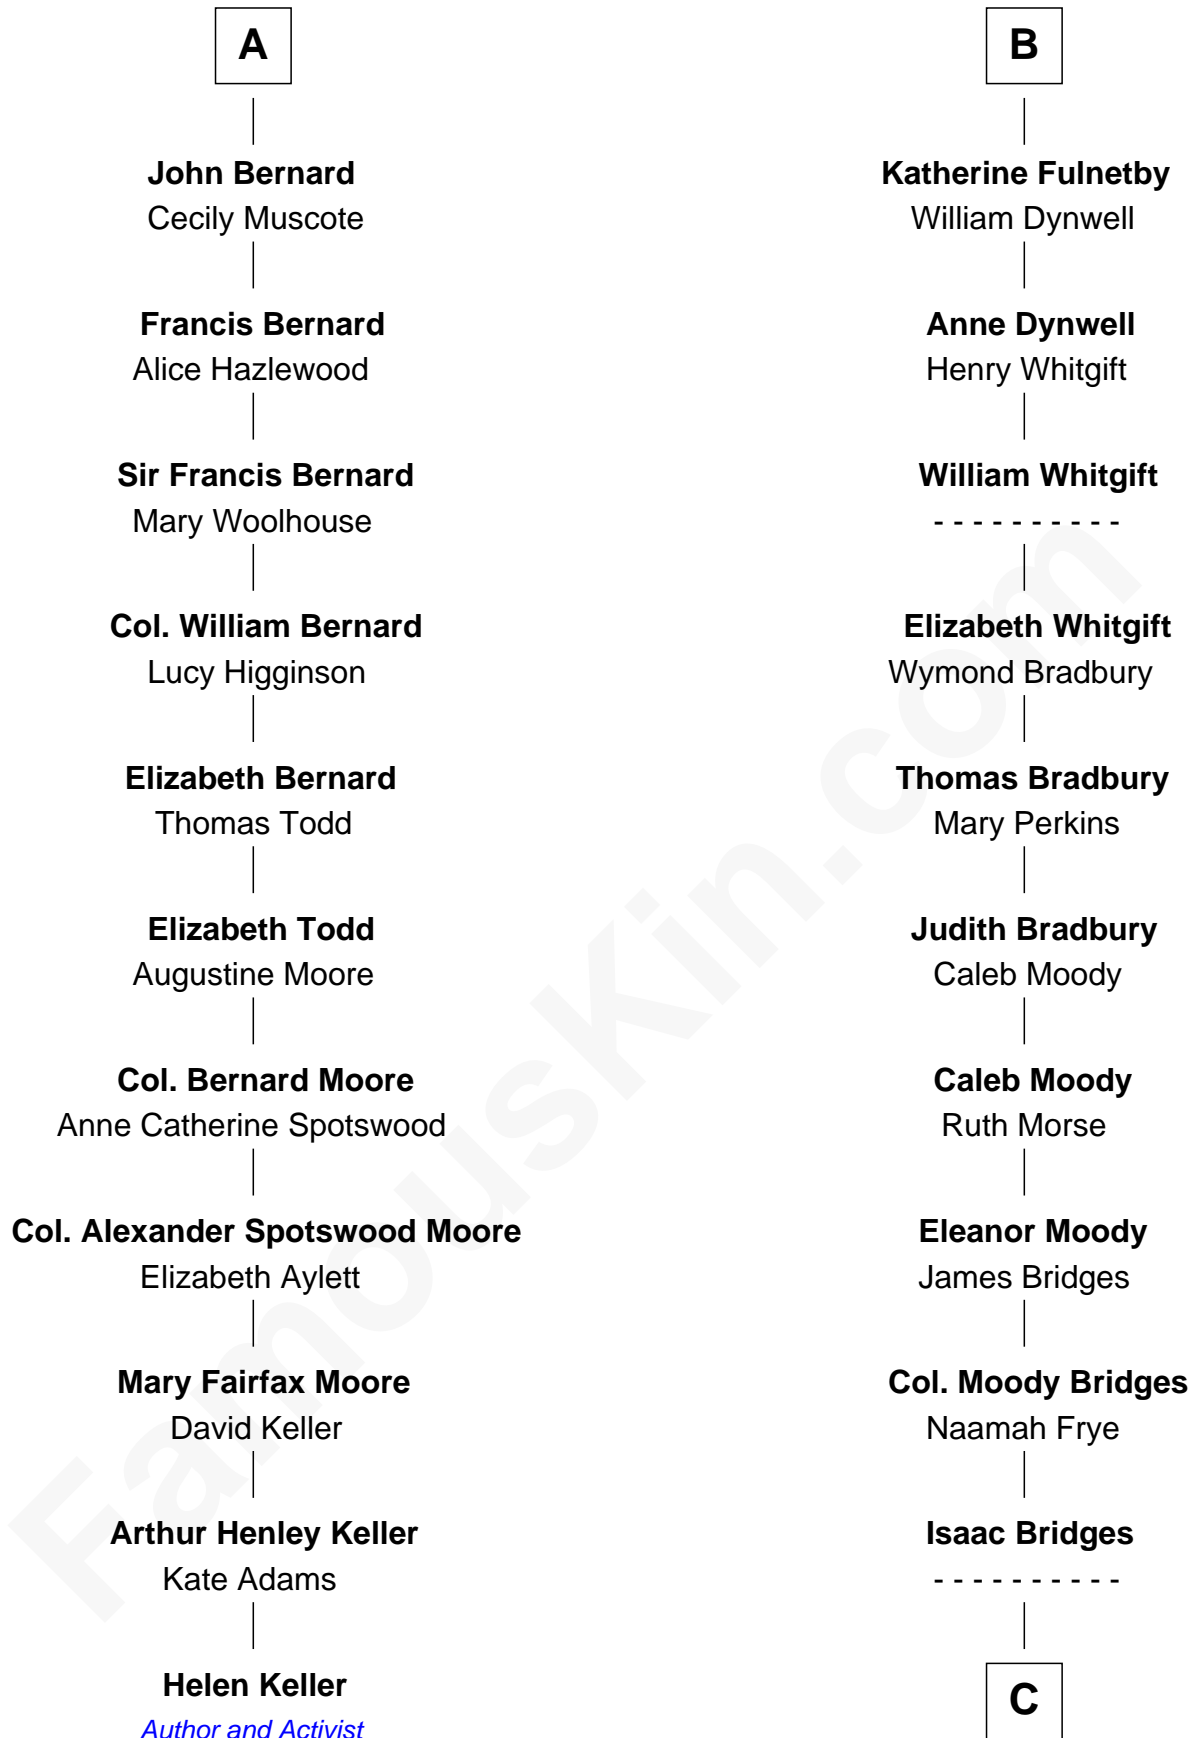 A
John Bernard
Cecily Muscote
Francis Bernard
Alice Hazlewood
Sir Francis Bernard
Mary Woolhouse
Col. William Bernard
Lucy Higginson
Elizabeth Bernard
Thomas Todd
Elizabeth Todd
Augustine Moore
Col. Bernard Moore
Anne Catherine Spotswood
Col. Alexander Spotswood Moore
Elizabeth Aylett
Mary Fairfax Moore
David Keller
Arthur Henley Keller
Kate Adams
Helen Keller
Author and Activist
B
Katherine Fulnetby
William Dynwell
Anne Dynwell
Henry Whitgift
William Whitgift
- - - - - - - - - -
Elizabeth Whitgift
Wymond Bradbury
Thomas Bradbury
Mary Perkins
Judith Bradbury
Caleb Moody
Caleb Moody
Ruth Morse
Eleanor Moody
James Bridges
Col. Moody Bridges
Naamah Frye
Isaac Bridges
- - - - - - - - - -
C
FamousKin.com